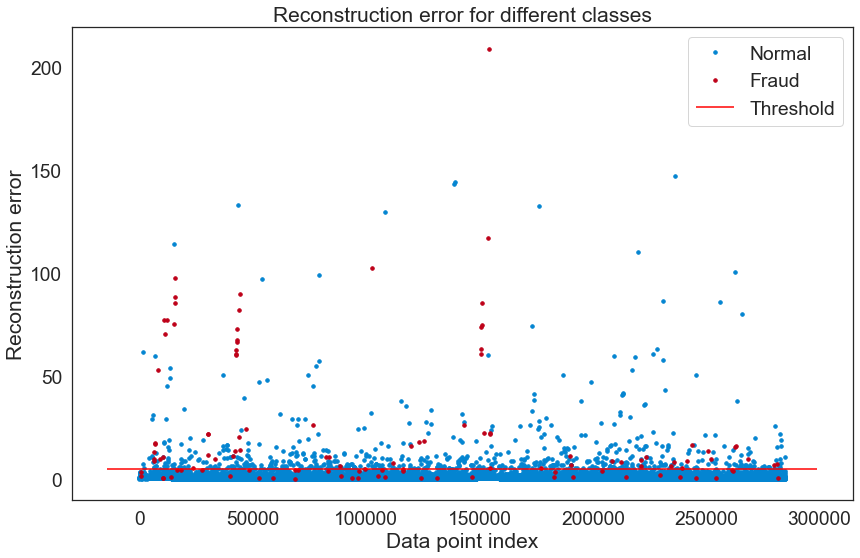 Reconstruction error for different classes
Normal
Fraud
Threshold
Reconstruction error
200
150
100
50
0
0 50000 100000 150000 200000 250000 300000
Data point index